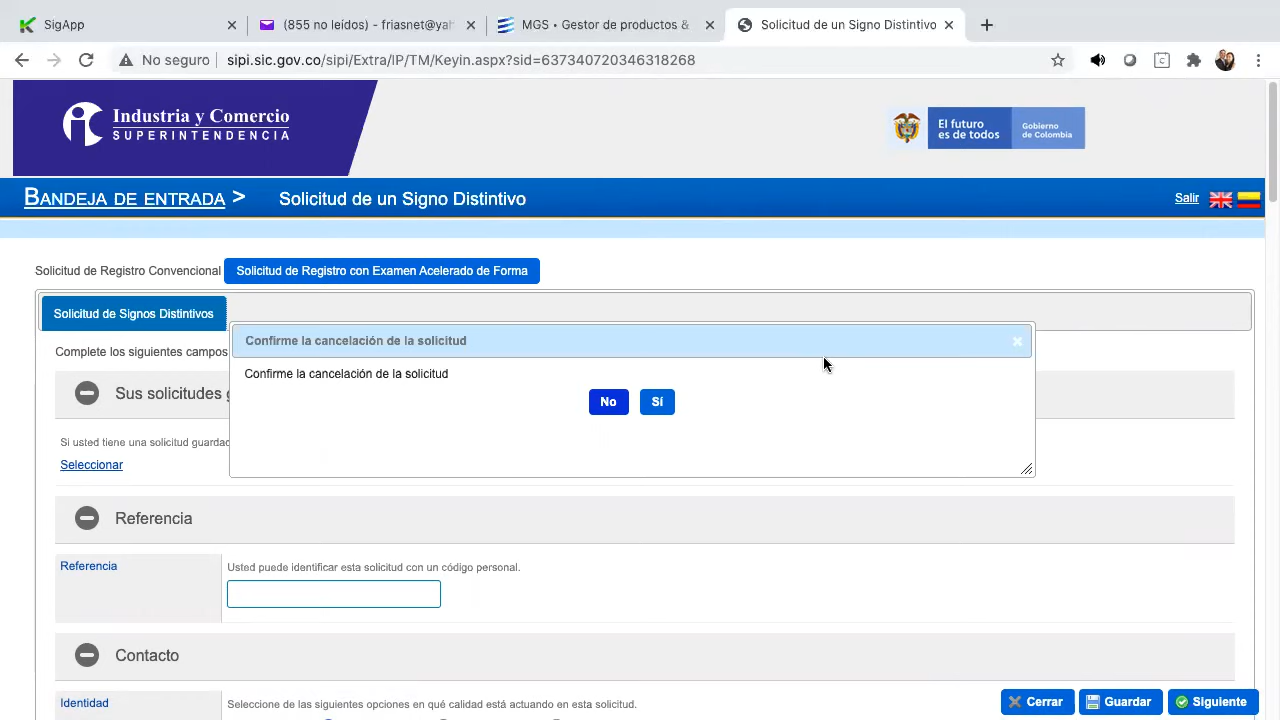 SigApp
(855 no leídos) - friasnet@yah
MGS • Gestor de productos &
Solicitud de un Signo Distintivo
No seguro
sipi.sic.gov.co/sipi/Extra/IP/TM/Keyin.aspx?sid=637340720346318268
Industria y Comercio
SUPERINTENDENCIA
El futuro
es de todos
Gobierno
de Colombia
BANDEJA DE ENTRADA >
Solicitud de un Signo Distintivo
Salir
Solicitud de Registro Convencional
Solicitud de Registro con Examen Acelerado de Forma
Solicitud de Signos Distintivos
Complete los siguientes campos
Confirme la cancelación de la solicitud
Confirme la cancelación de la solicitud
No
Sí
Sus solicitudes g
Si usted tiene una solicitud guardad
Seleccionar
Referencia
Referencia
Usted puede identificar esta solicitud con un código personal.
Contacto
Identidad
Seleccione de las siguientes opciones en qué calidad está actuando en esta solicitud.
Cerrar
Guardar
Siguiente